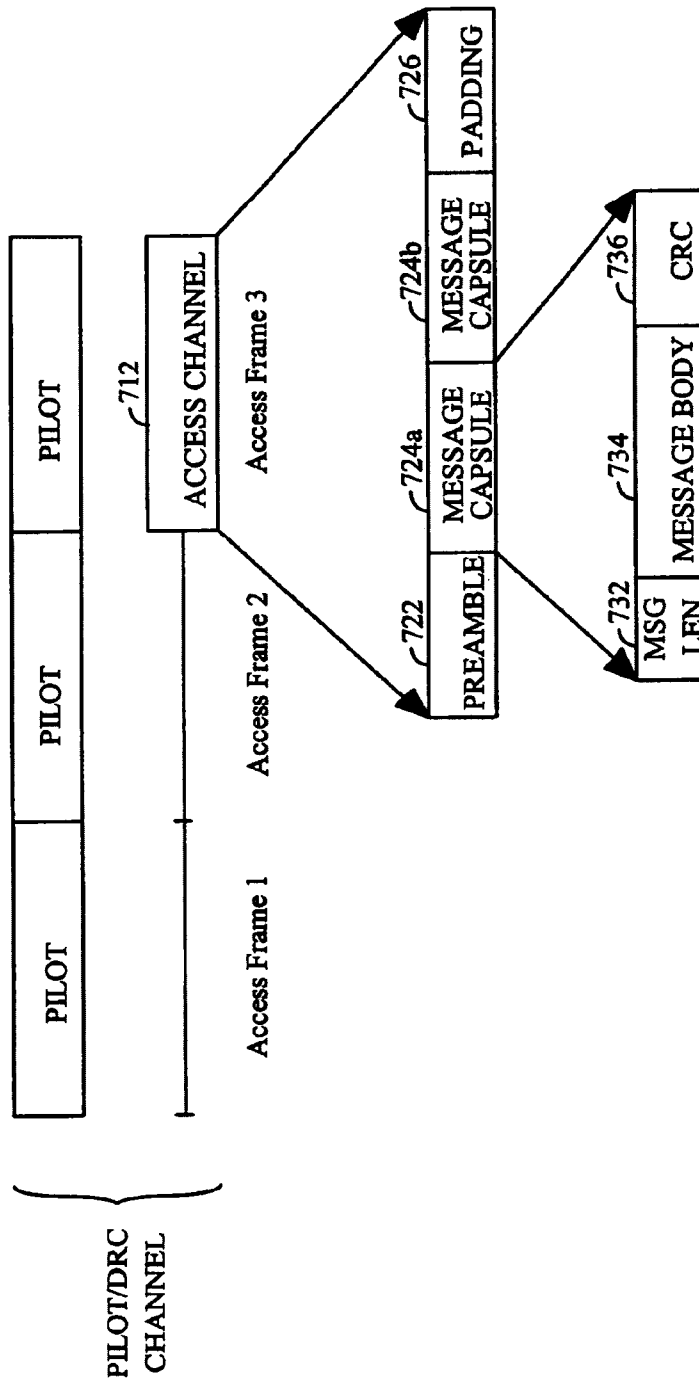 PILOT/DRC
CHANNEL
PILOT
PILOT
PILOT
712
ACCESS CHANNEL
Access Frame 1
Access Frame 2
Access Frame 3
722
724a
724b
726
PREAMBLE
MESSAGE
CAPSULE
MESSAGE
CAPSULE
PADDING
732
734
736
MSG
LEN
MESSAGE BODY
CRC